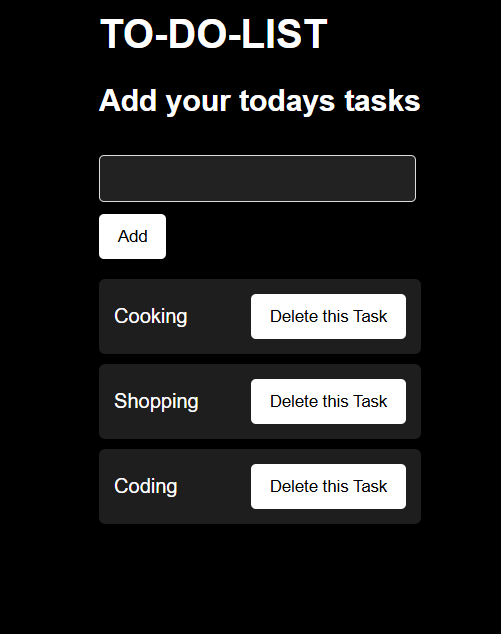 TO-DO-LIST
Add your todays tasks
Add
Cooking Delete this Task
Shopping Delete this Task
Coding Delete this Task